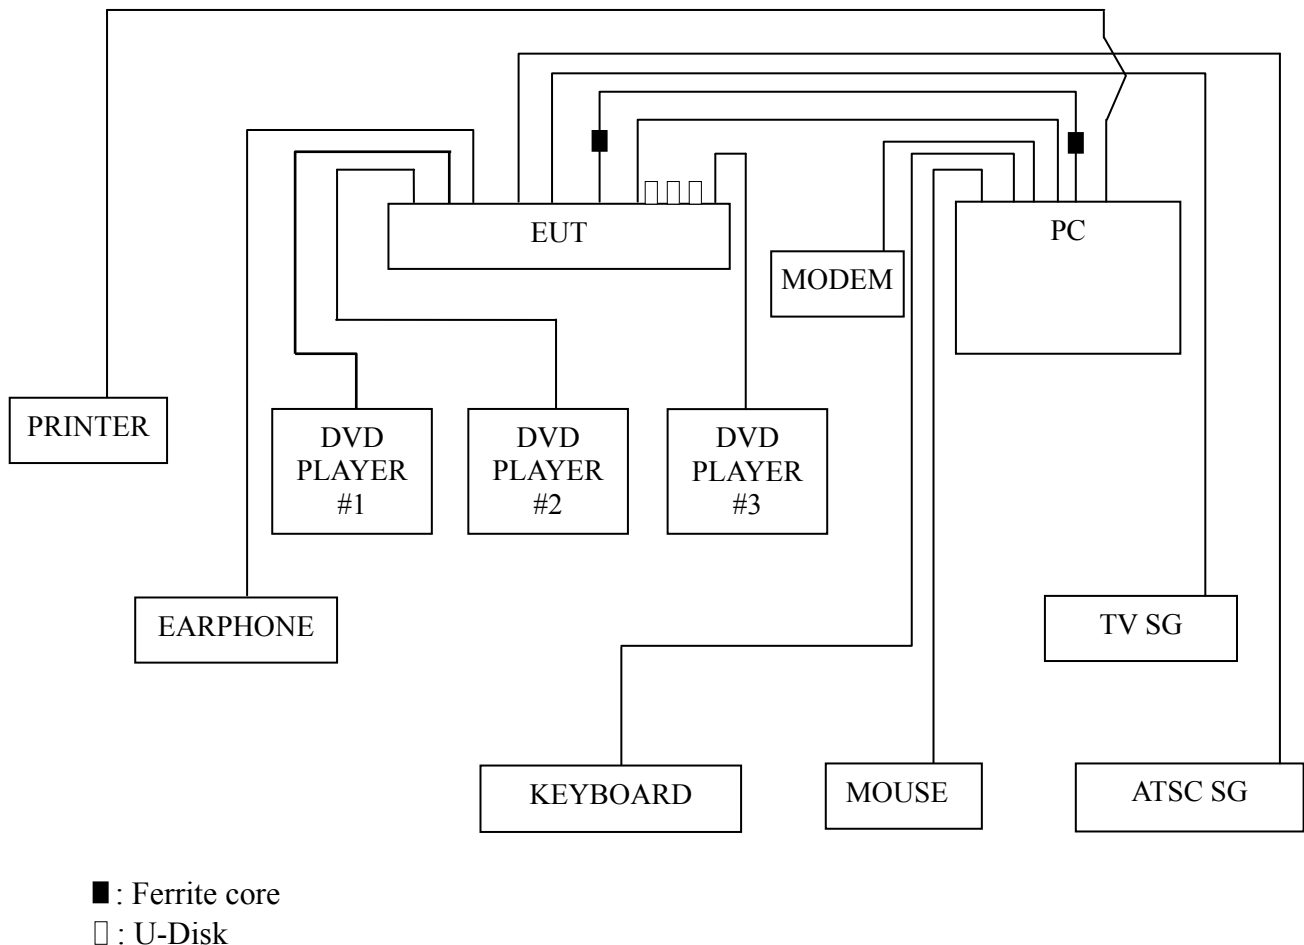 EUT
PC
MODEM
PRINTER
DVD
PLAYER
#1
DVD
PLAYER
#2
DVD
PLAYER
#3
EARPHONE
TV SG
KEYBOARD
MOUSE
ATSC SG
: Ferrite core
: U-Disk